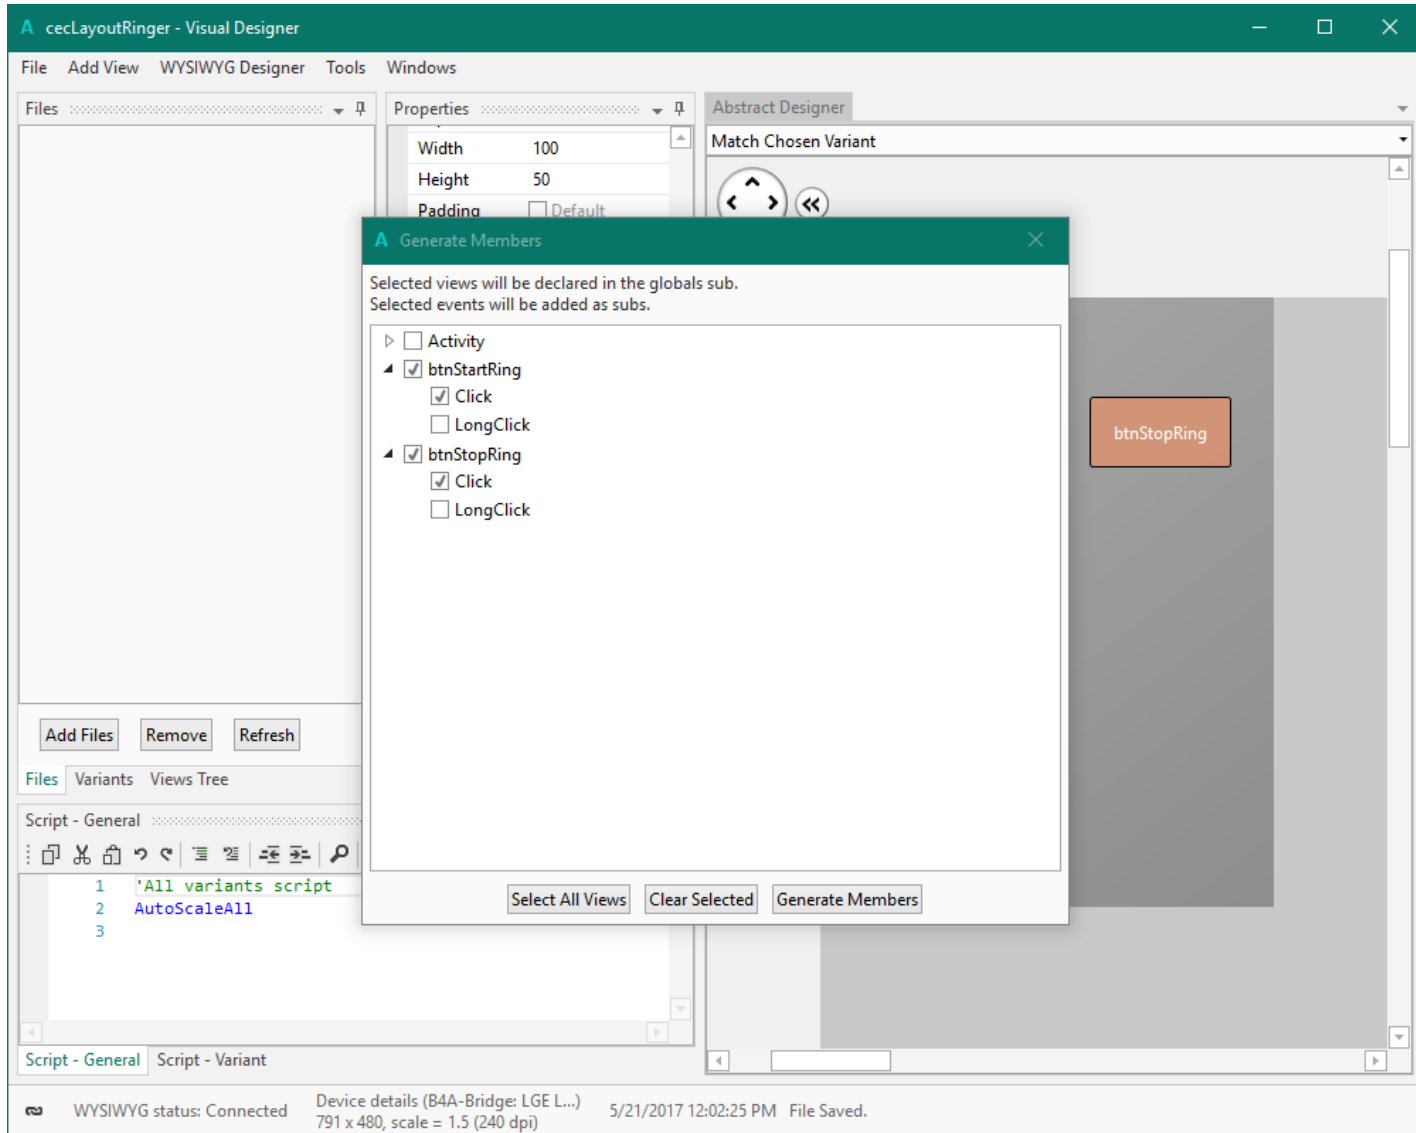 A cecLayoutRinger - Visual Designer
File Add View WYSIWYG Designer Tools Windows
Files
Properties
Abstract Designer
Width 100
Height 50
Padding Default
Match Chosen Variant
A Generate Members
Selected views will be declared in the globals sub.
Selected events will be added as subs.
Activity
btnStartRing
Click
LongClick
btnStopRing
Click
LongClick
btnStopRing
Select All Views Clear Selected Generate Members
Add Files Remove Refresh
Files Variants Views Tree
Script - General
1 'All variants script
2 AutoScaleAll
3
Script - General Script - Variant
WYSIWYG status: Connected
Device details (B4A-Bridge: LGE L...)
791 x 480, scale = 1.5 (240 dpi)
5/21/2017 12:02:25 PM File Saved.